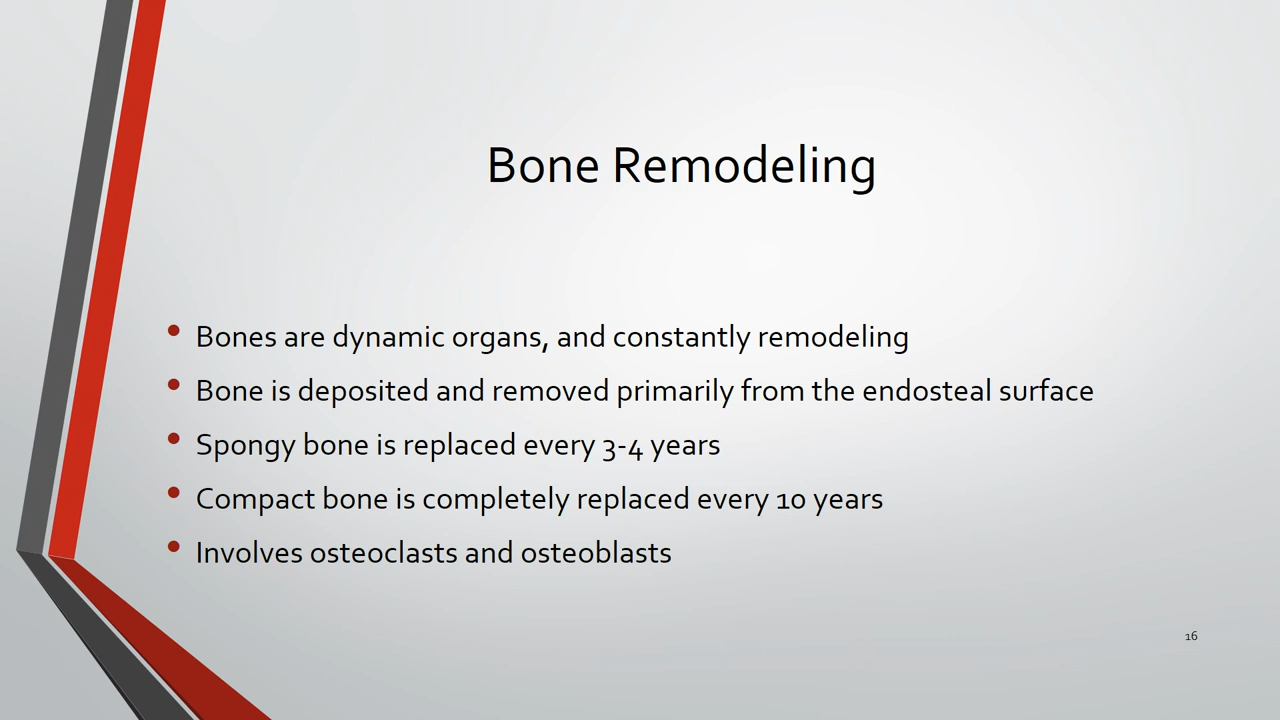 Bone Remodeling
• Bones are dynamic organs, and constantly remodeling
• Bone is deposited and removed primarily from the endosteal surface
• Spongy bone is replaced every 3-4 years
• Compact bone is completely replaced every 10 years
• Involves osteoclasts and osteoblasts
16